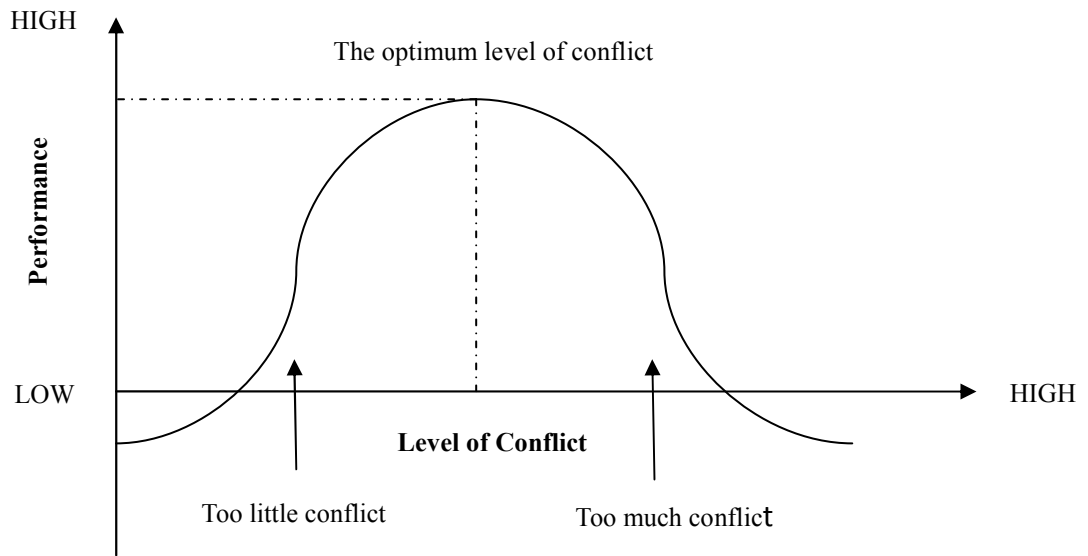 HIGH
The optimum level of conflict
Performance
LOW
HIGH
Level of Conflict
Too little conflict
Too much conflict